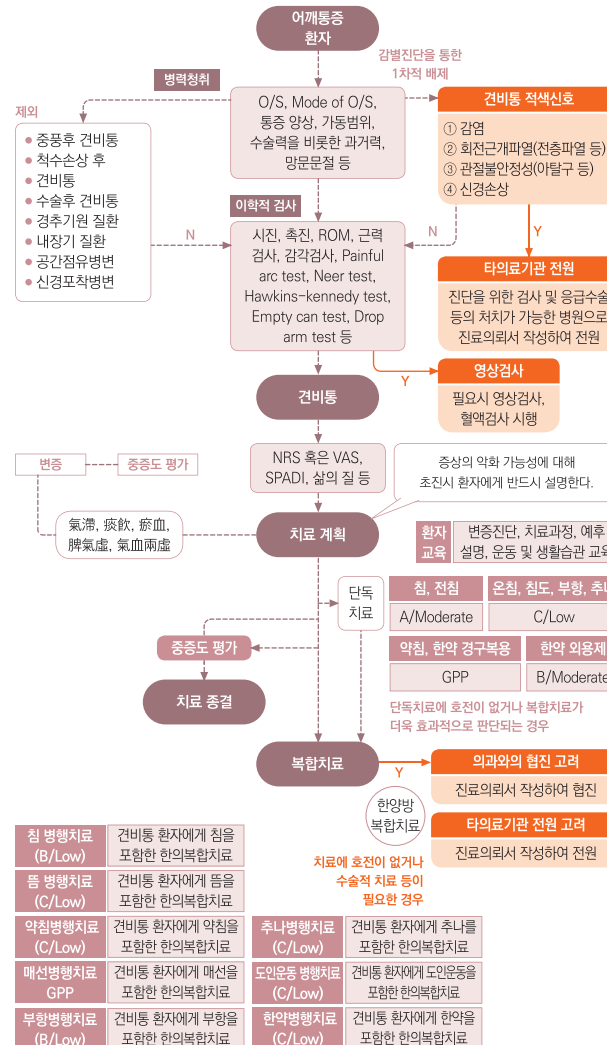 어깨통증
환자
감별진단을 통한
1차적 배제
병력청취
제외
O/S, Mode of O/S,
통증 양상, 가동범위,
수술력을 비롯한 과거력,
망문문절 등
견비통 적색신호
① 감염
② 회전근개파열(전층파열 등)
③ 관절불안정성(아탈구 등)
④ 신경손상
● 중풍후 견비통
● 척수손상 후
● 견비통
● 수술후 견비통
● 경추기원 질환
● 내장기 질환
● 공간점유병변
● 신경포착병변
이학적 검사
N
N
Y
시진, 촉진, ROM, 근력
검사, 감각검사, Painful
arc test, Neer test,
Hawkins-kennedy test,
Empty can test, Drop
arm test 등
타의료기관 전원
진단을 위한 검사 및 응급수술
등의 처치가 가능한 병원으로
진료의뢰서 작성하여 전원
Y
영상검사
필요시 영상검사,
혈액검사 시행
견비통
NRS 혹은 VAS,
SPADI, 삶의 질 등
증상의 악화 가능성에 대해
초진시 환자에게 반드시 설명한다.
변증
중증도 평가
氣滯, 痰飮, 瘀血,
脾氣虛, 氣血兩虛
치료 계획
환자
교육
변증진단, 치료과정, 예후
설명, 운동 및 생활습관 교육
단독
치료
침, 전침
A/Moderate
온침, 침도, 부항, 추나
C/Low
약침, 한약 경구복용
GPP
한약 외용제
B/Moderate
중증도 평가
치료 종결
단독치료에 호전이 없거나 복합치료가
더욱 효과적으로 판단되는 경우
복합치료
Y
의과와의 협진 고려
진료의뢰서 작성하여 협진
한양방
복합치료
타의료기관 전원 고려
진료의뢰서 작성하여 전원
치료에 호전이 없거나
수술적 치료 등이
필요한 경우
침 병행치료
(B/Low)
견비통 환자에게 침을
포함한 한의복합치료
뜸 병행치료
(C/Low)
견비통 환자에게 뜸을
포함한 한의복합치료
약침병행치료
(C/Low)
견비통 환자에게 약침을
포함한 한의복합치료
추나병행치료
(C/Low)
견비통 환자에게 추나를
포함한 한의복합치료
매선병행치료
GPP
견비통 환자에게 매선을
포함한 한의복합치료
도인운동 병행치료
(C/Low)
견비통 환자에게 도인운동을
포함한 한의복합치료
부항병행치료
(B/Low)
견비통 환자에게 부항을
포함한 한의복합치료
한약병행치료
(C/Low)
견비통 환자에게 한약을
포함한 한의복합치료